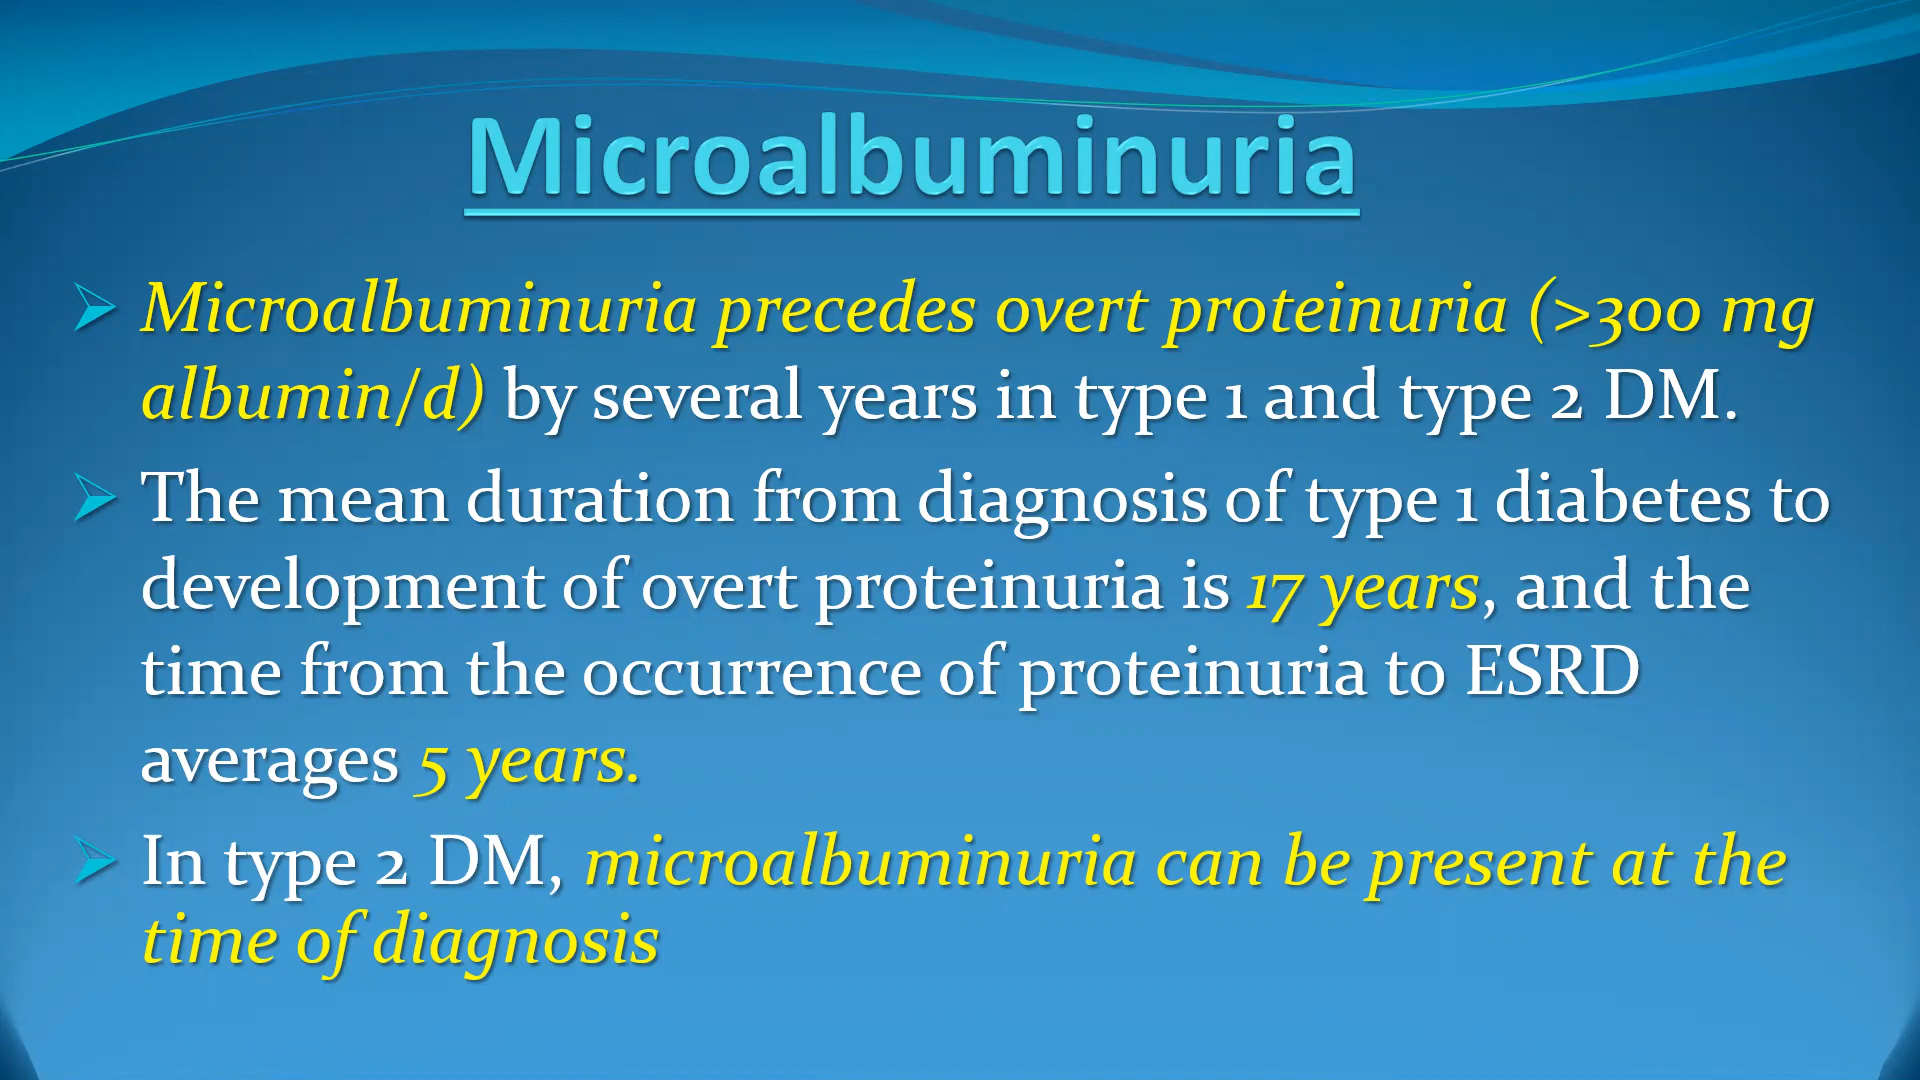 Microalbuminuria
Microalbuminuria precedes overt proteinuria (>300 mg
albumin/d) by several years in type 1 and type 2 DM.
The mean duration from diagnosis of type 1 diabetes to
development of overt proteinuria is 17 years, and the
time from the occurrence of proteinuria to ESRD
averages 5 years.
In type 2 DM, microalbuminuria can be present at the
time of diagnosis